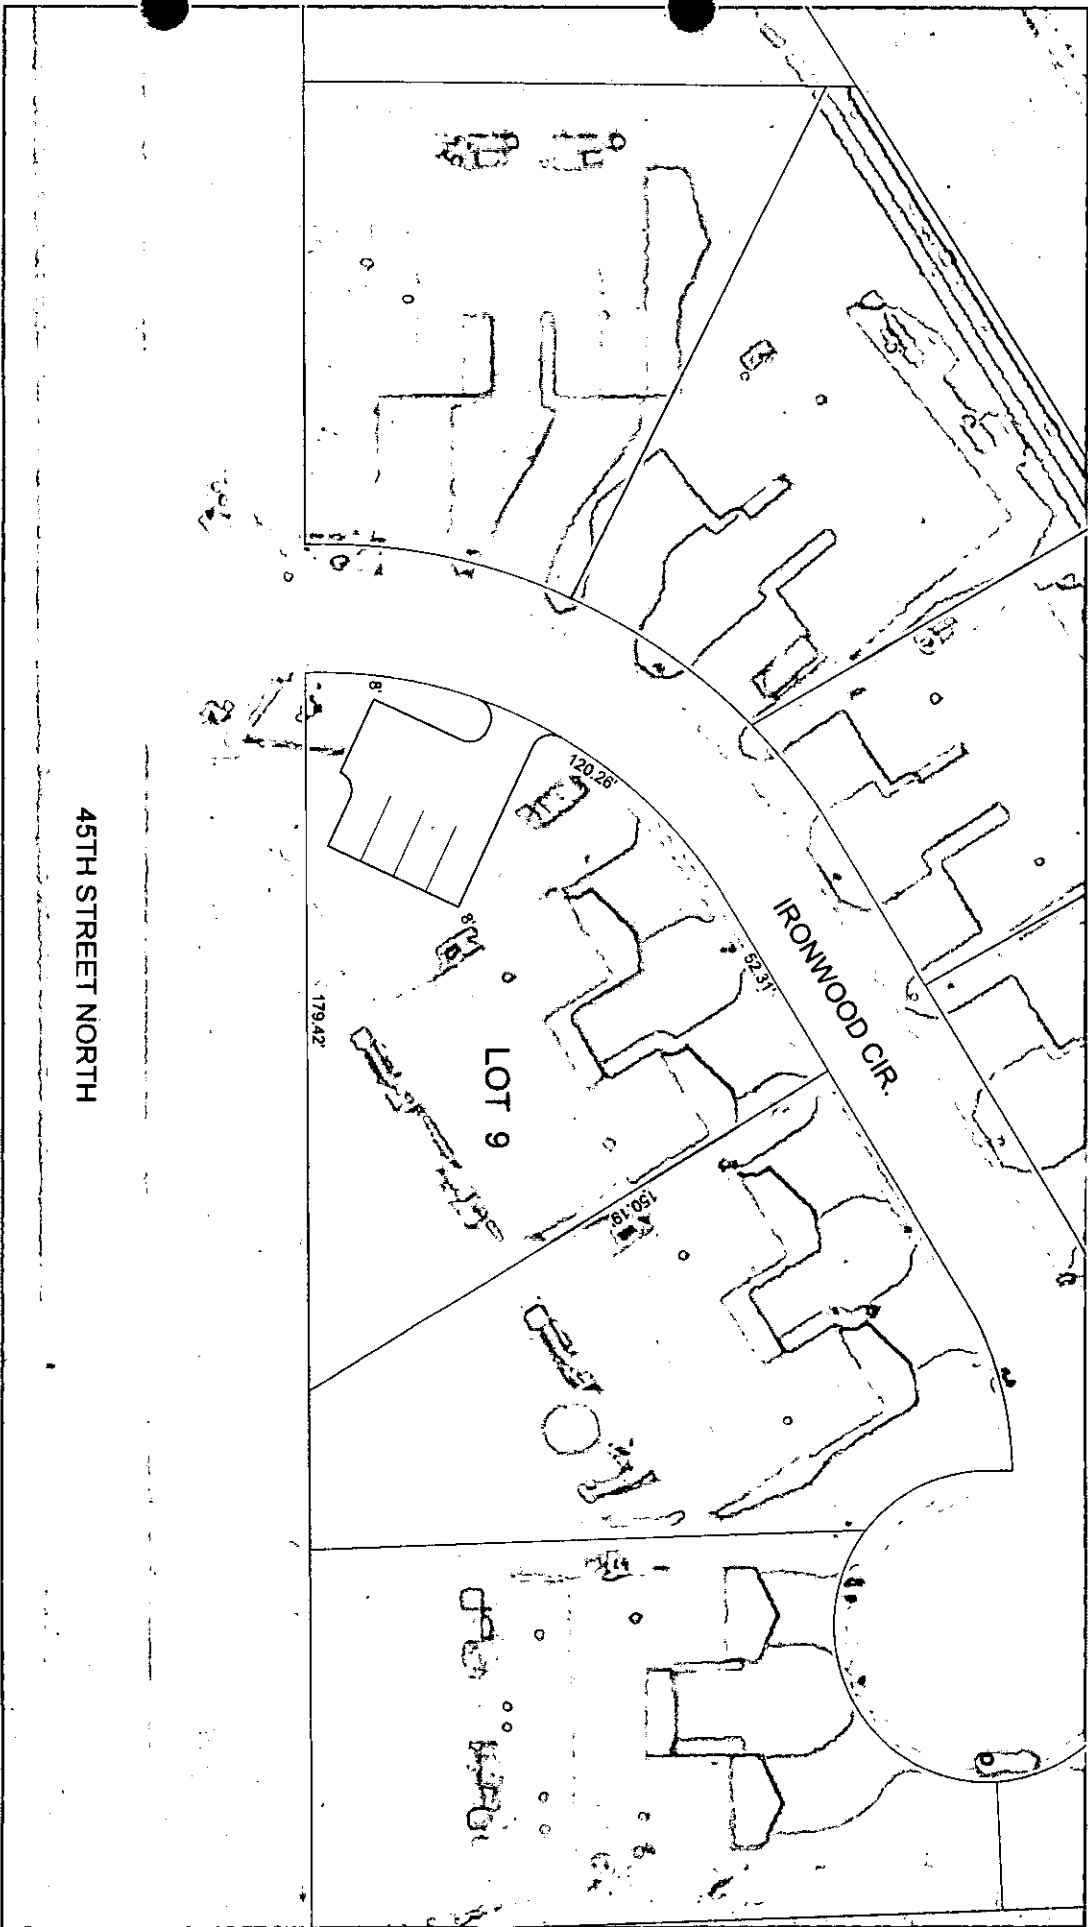 8'
120.26'
IRONWOOD CIR.
52.31'
8'
45TH STREET NORTH
179.42'
LOT 9
150.19'